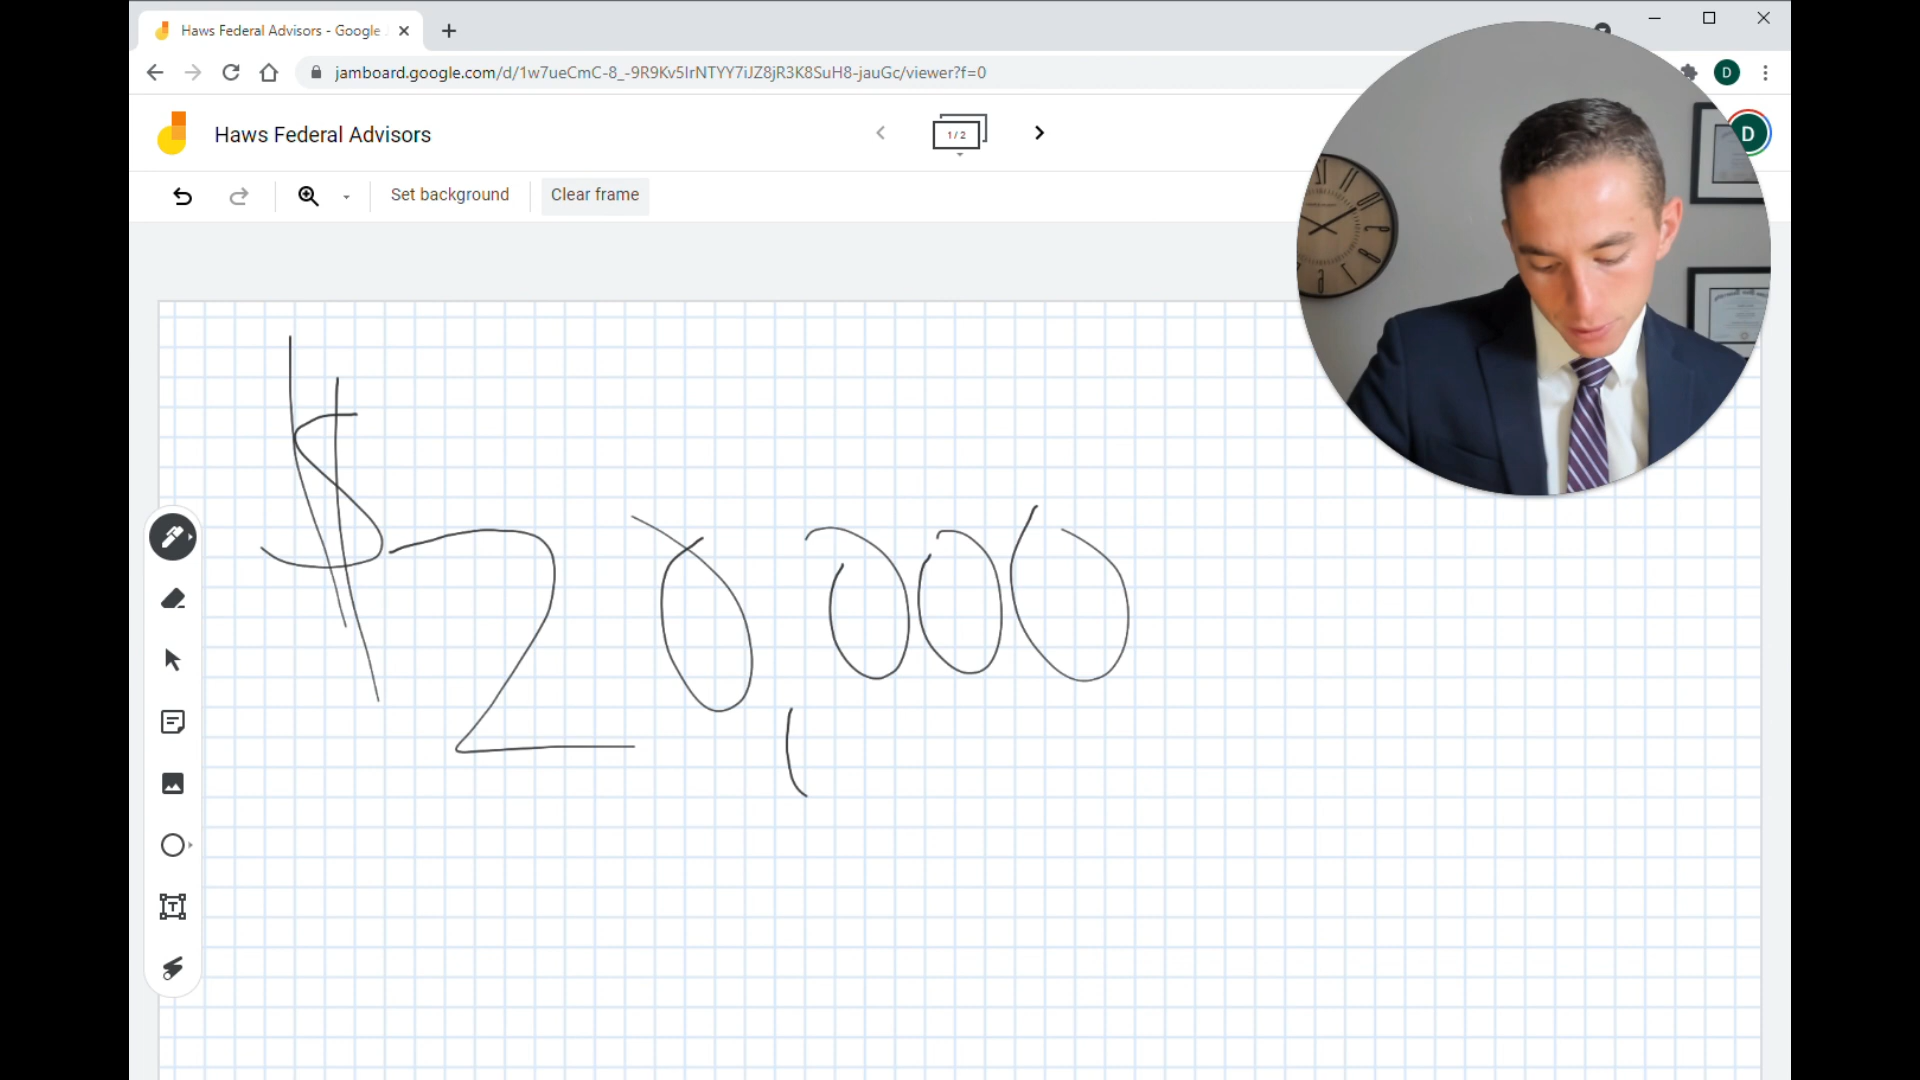 Haws Federal Advisors - Google J
jamboard.google.com/d/1w7ueCmC-8_-9R9Kv5IrNTYY7iJZ8jR3K8SuH8-jauGc/viewer?f=0
D
Haws Federal Advisors
1 / 2
D
Set background
Clear frame
$20,000
T